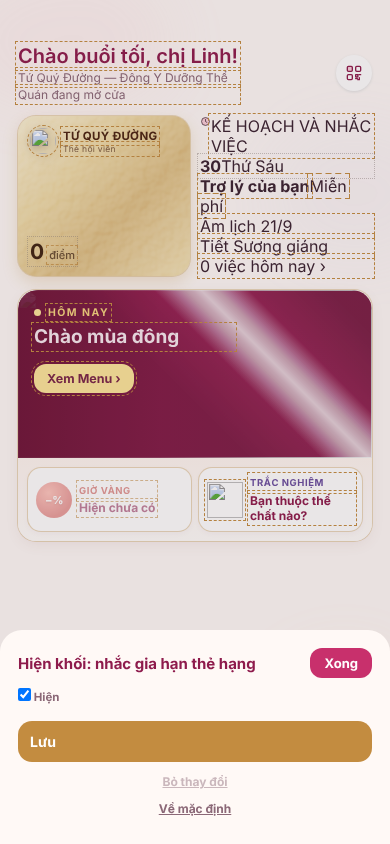 Chào buổi tối, chị Linh!
Tứ Quý Đường — Đông Y Dưỡng Thể
Quán đang mở cửa
TỨ QUÝ ĐƯỜNG
Thẻ hội viên
0 điểm
KẾ HOẠCH VÀ NHẮC
VIỆC
30Thứ Sáu
Trợ lý của bạnMiễn
phí
Âm lịch 21/9
Tiết Sương giáng
0 việc hôm nay ›
HÔM NAY
Chào mùa đông
Xem Menu ›
–%
GIỜ VÀNG
Hiện chưa có
TRẮC NGHIỆM
Bạn thuộc thể
chất nào?
Hiện khối: nhắc gia hạn thẻ hạng
Xong
Hiện
Lưu
Bỏ thay đổi
Về mặc định